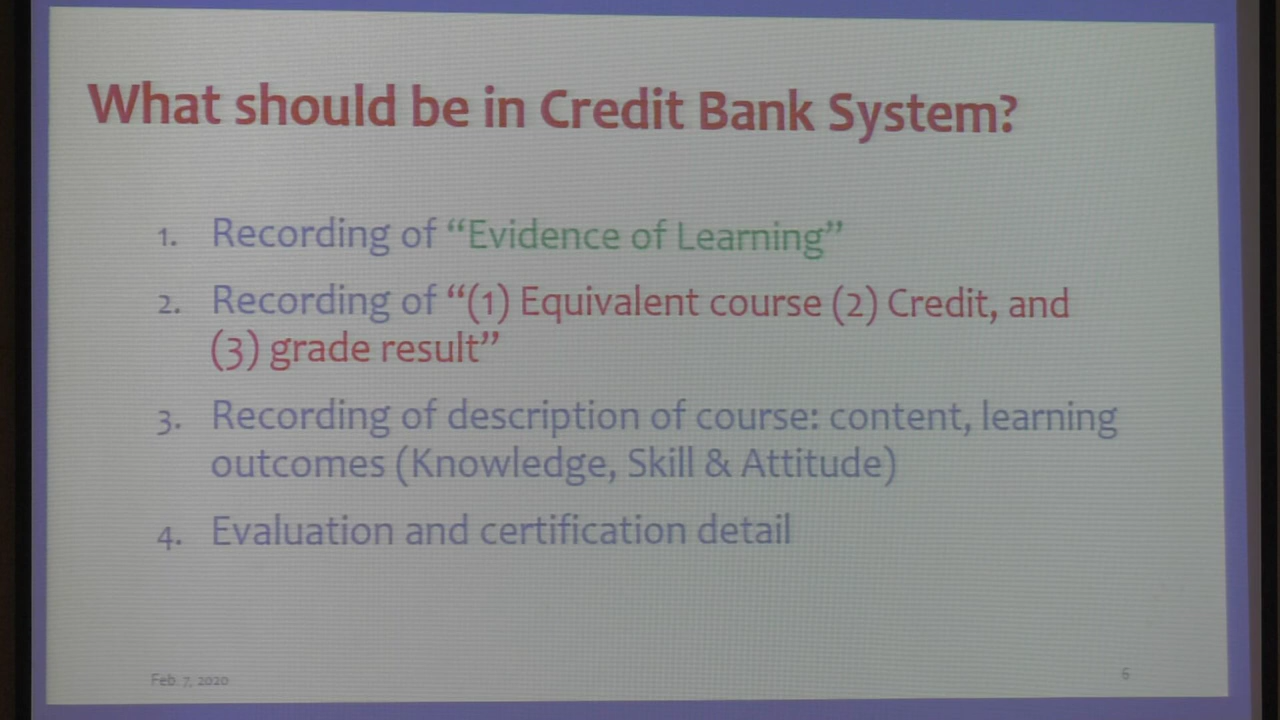 What should be in Credit Bank System?
1. Recording of “Evidence of Learning”
2. Recording of “(1) Equivalent course (2) Credit, and
(3) grade result”
3. Recording of description of course: content, learning
outcomes (Knowledge, Skill & Attitude)
4. Evaluation and certification detail
Feb. 7, 2020
6